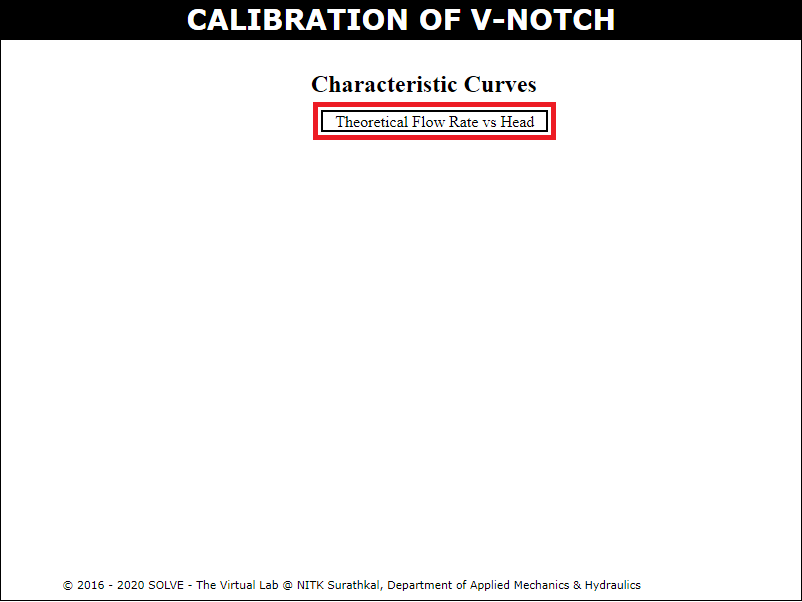 CALIBRATION OF V-NOTCH
Characteristic Curves
Theoretical Flow Rate vs Head
© 2016 - 2020 SOLVE - The Virtual Lab @ NITK Surathkal, Department of Applied Mechanics & Hydraulics